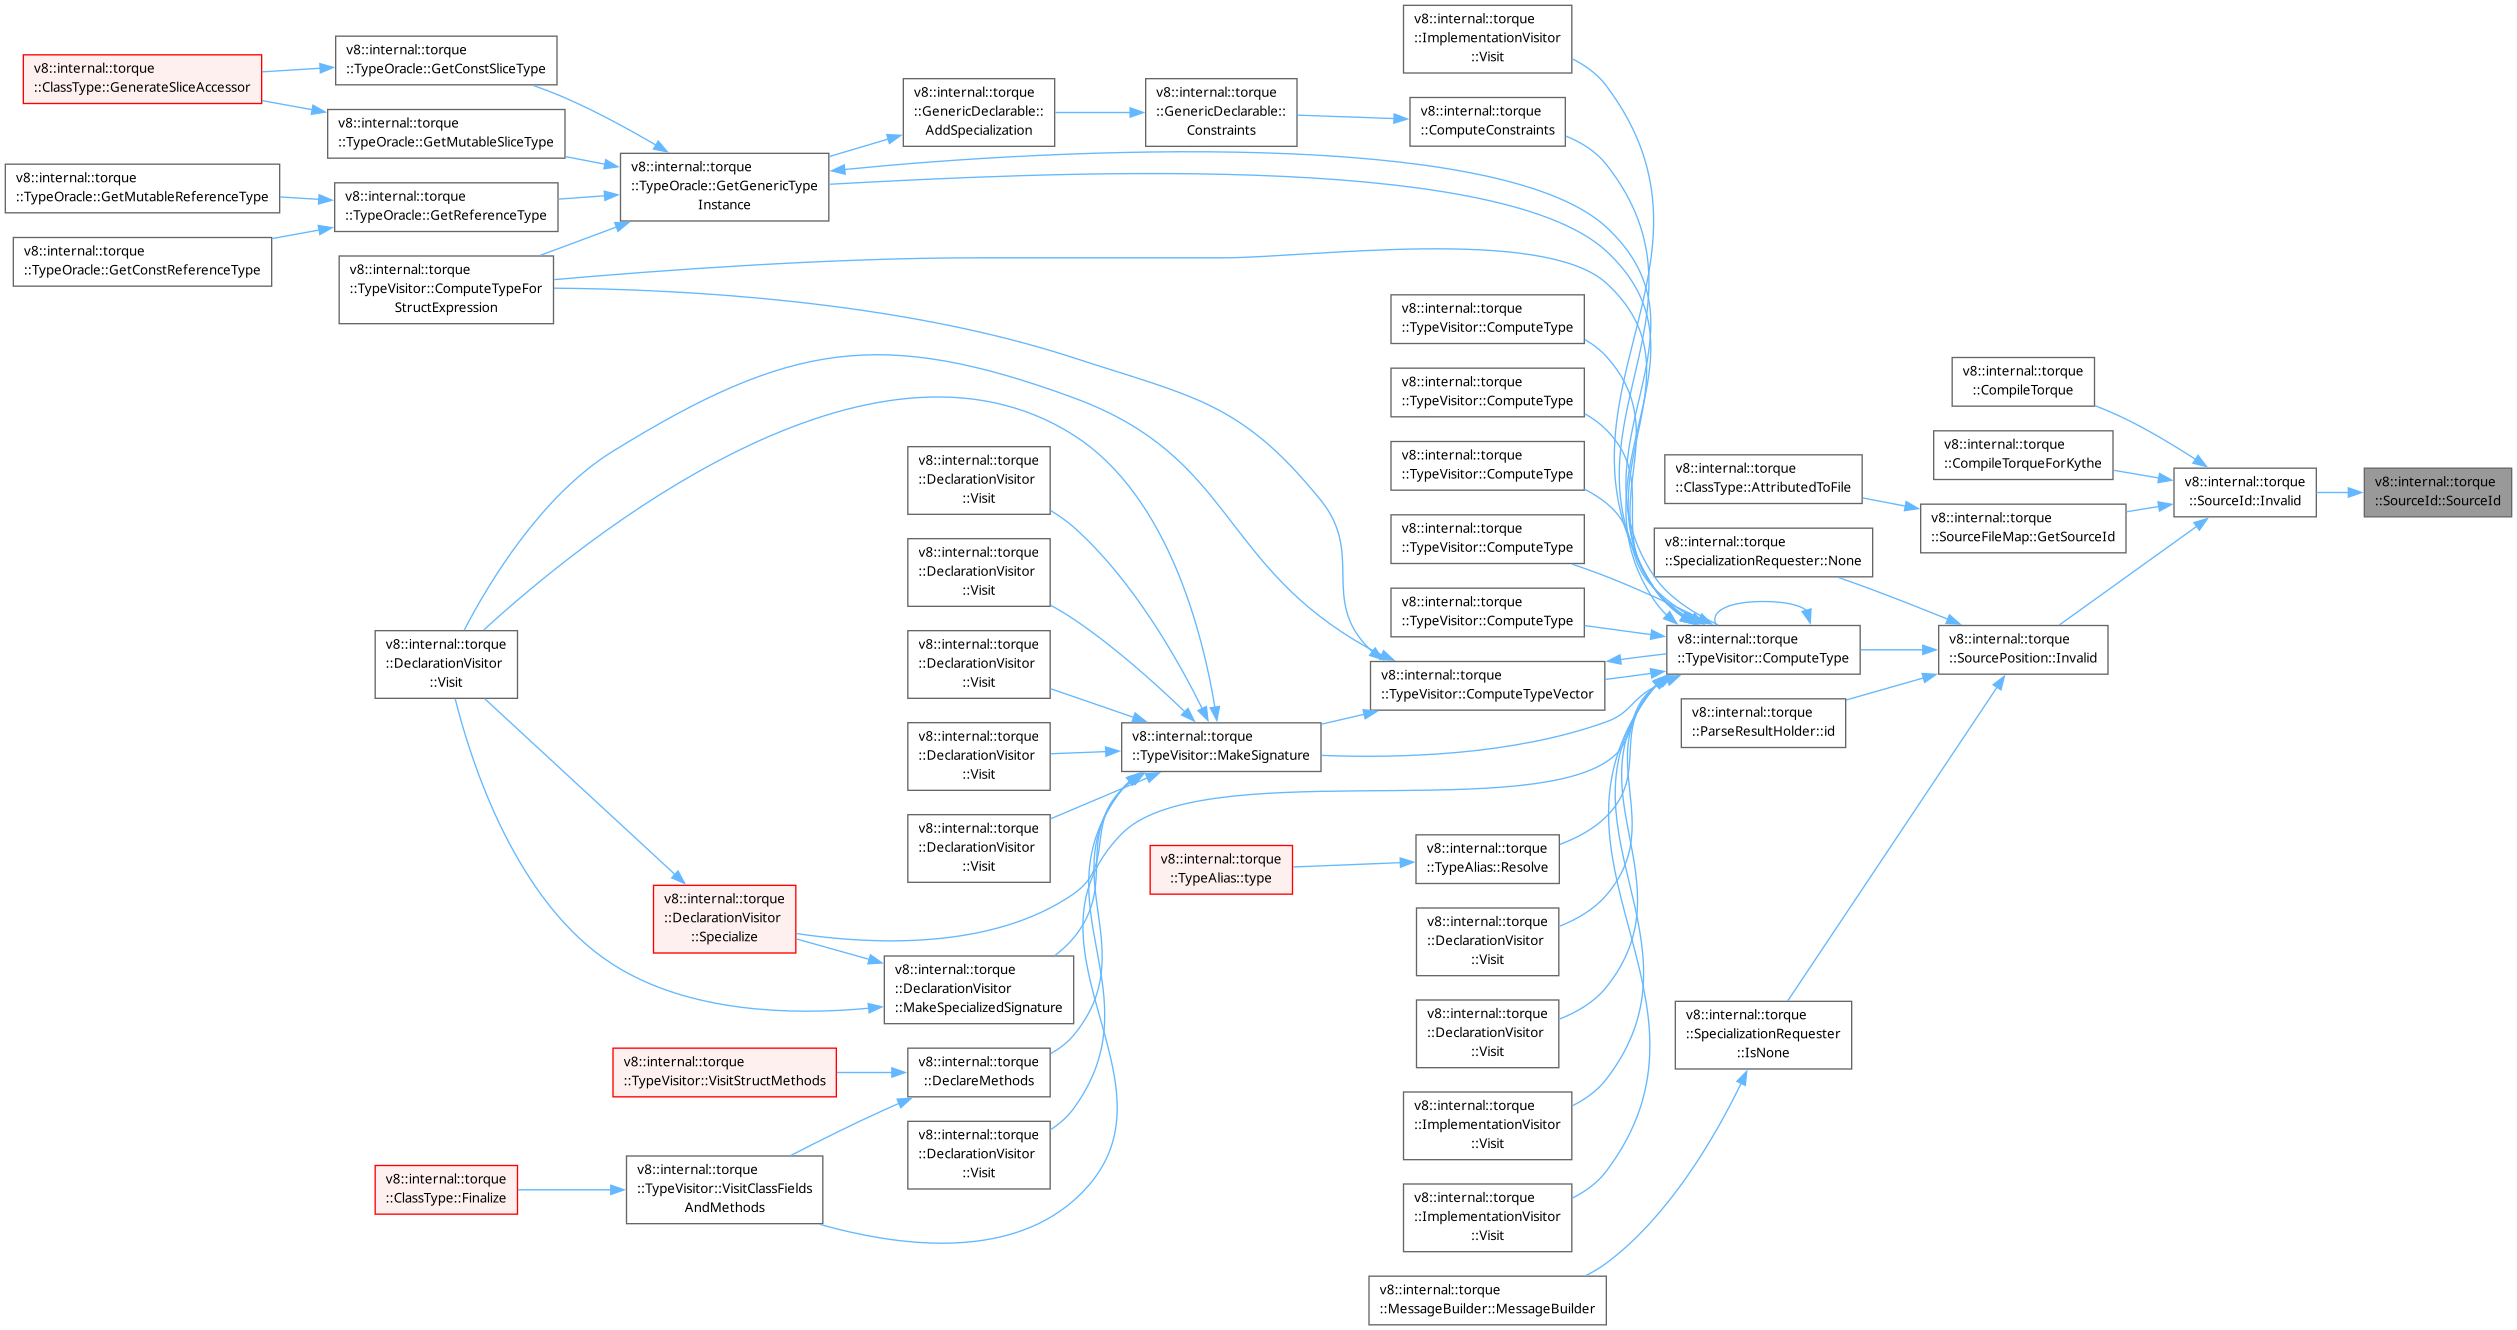 v8::internal::torque
::ImplementationVisitor
::Visit
v8::internal::torque
::TypeOracle::GetConstSliceType
v8::internal::torque
::ClassType::GenerateSliceAccessor
v8::internal::torque
::GenericDeclarable::
AddSpecialization
v8::internal::torque
::GenericDeclarable::
Constraints
v8::internal::torque
::ComputeConstraints
v8::internal::torque
::TypeOracle::GetMutableSliceType
v8::internal::torque
::TypeOracle::GetGenericType
Instance
v8::internal::torque
::TypeOracle::GetMutableReferenceType
v8::internal::torque
::TypeOracle::GetReferenceType
v8::internal::torque
::TypeOracle::GetConstReferenceType
v8::internal::torque
::TypeVisitor::ComputeTypeFor
StructExpression
v8::internal::torque
::TypeVisitor::ComputeType
v8::internal::torque
::CompileTorque
v8::internal::torque
::TypeVisitor::ComputeType
v8::internal::torque
::CompileTorqueForKythe
v8::internal::torque
::TypeVisitor::ComputeType
v8::internal::torque
::DeclarationVisitor
::Visit
v8::internal::torque
::ClassType::AttributedToFile
v8::internal::torque
::SourceId::Invalid
v8::internal::torque
::SourceId::SourceId
v8::internal::torque
::SourceFileMap::GetSourceId
v8::internal::torque
::TypeVisitor::ComputeType
v8::internal::torque
::SpecializationRequester::None
v8::internal::torque
::DeclarationVisitor
::Visit
v8::internal::torque
::TypeVisitor::ComputeType
v8::internal::torque
::TypeVisitor::ComputeType
v8::internal::torque
::SourcePosition::Invalid
v8::internal::torque
::DeclarationVisitor
::Visit
v8::internal::torque
::DeclarationVisitor
::Visit
v8::internal::torque
::TypeVisitor::ComputeTypeVector
v8::internal::torque
::ParseResultHolder::id
v8::internal::torque
::DeclarationVisitor
::Visit
v8::internal::torque
::TypeVisitor::MakeSignature
v8::internal::torque
::DeclarationVisitor
::Visit
v8::internal::torque
::TypeAlias::type
v8::internal::torque
::TypeAlias::Resolve
v8::internal::torque
::DeclarationVisitor
::Specialize
v8::internal::torque
::DeclarationVisitor
::Visit
v8::internal::torque
::DeclarationVisitor
::MakeSpecializedSignature
v8::internal::torque
::DeclarationVisitor
::Visit
v8::internal::torque
::SpecializationRequester
::IsNone
v8::internal::torque
::TypeVisitor::VisitStructMethods
v8::internal::torque
::DeclareMethods
v8::internal::torque
::ImplementationVisitor
::Visit
v8::internal::torque
::DeclarationVisitor
::Visit
v8::internal::torque
::ClassType::Finalize
v8::internal::torque
::TypeVisitor::VisitClassFields
AndMethods
v8::internal::torque
::ImplementationVisitor
::Visit
v8::internal::torque
::MessageBuilder::MessageBuilder